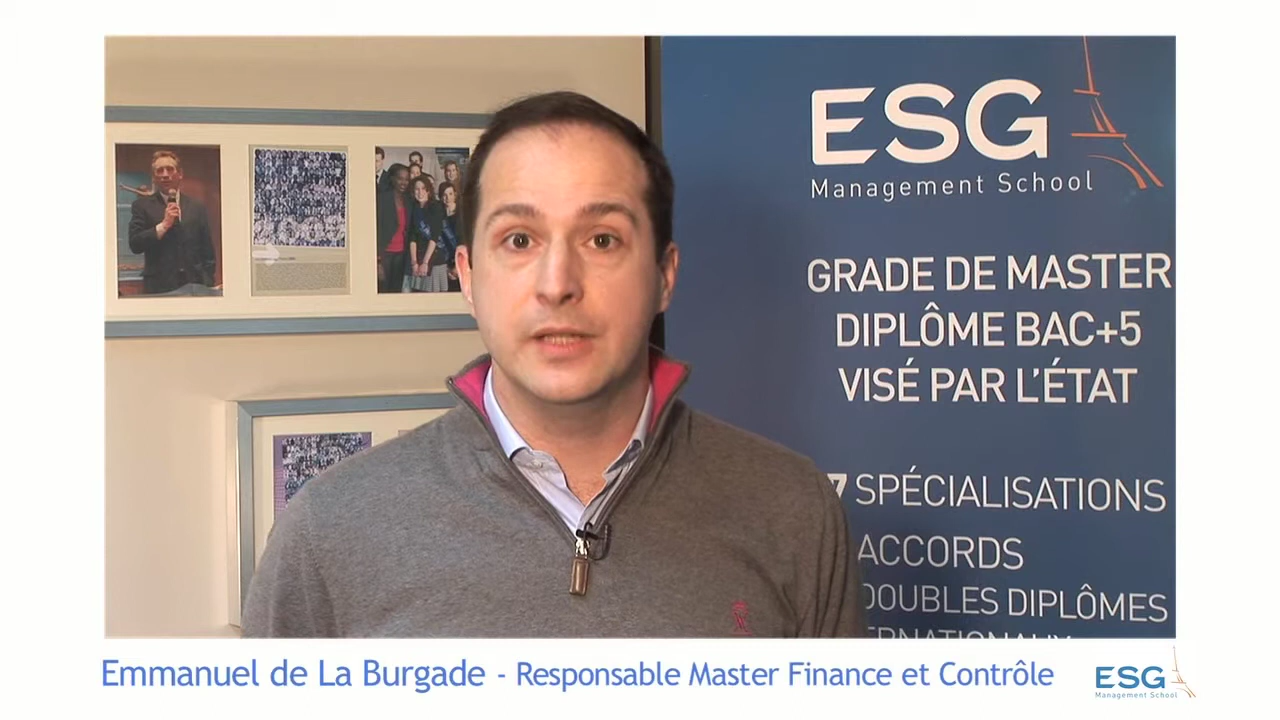 ESG
Management School
GRADE DE MASTER
DIPLÔME BAC+5
VISÉ PAR L'ÉTAT
7 SPÉCIALISATIONS
ACCORDS
DOUBLES DIPLÔMES
Emmanuel de La Burgade - Responsable Master Finance et Contrôle
ESG
Management School